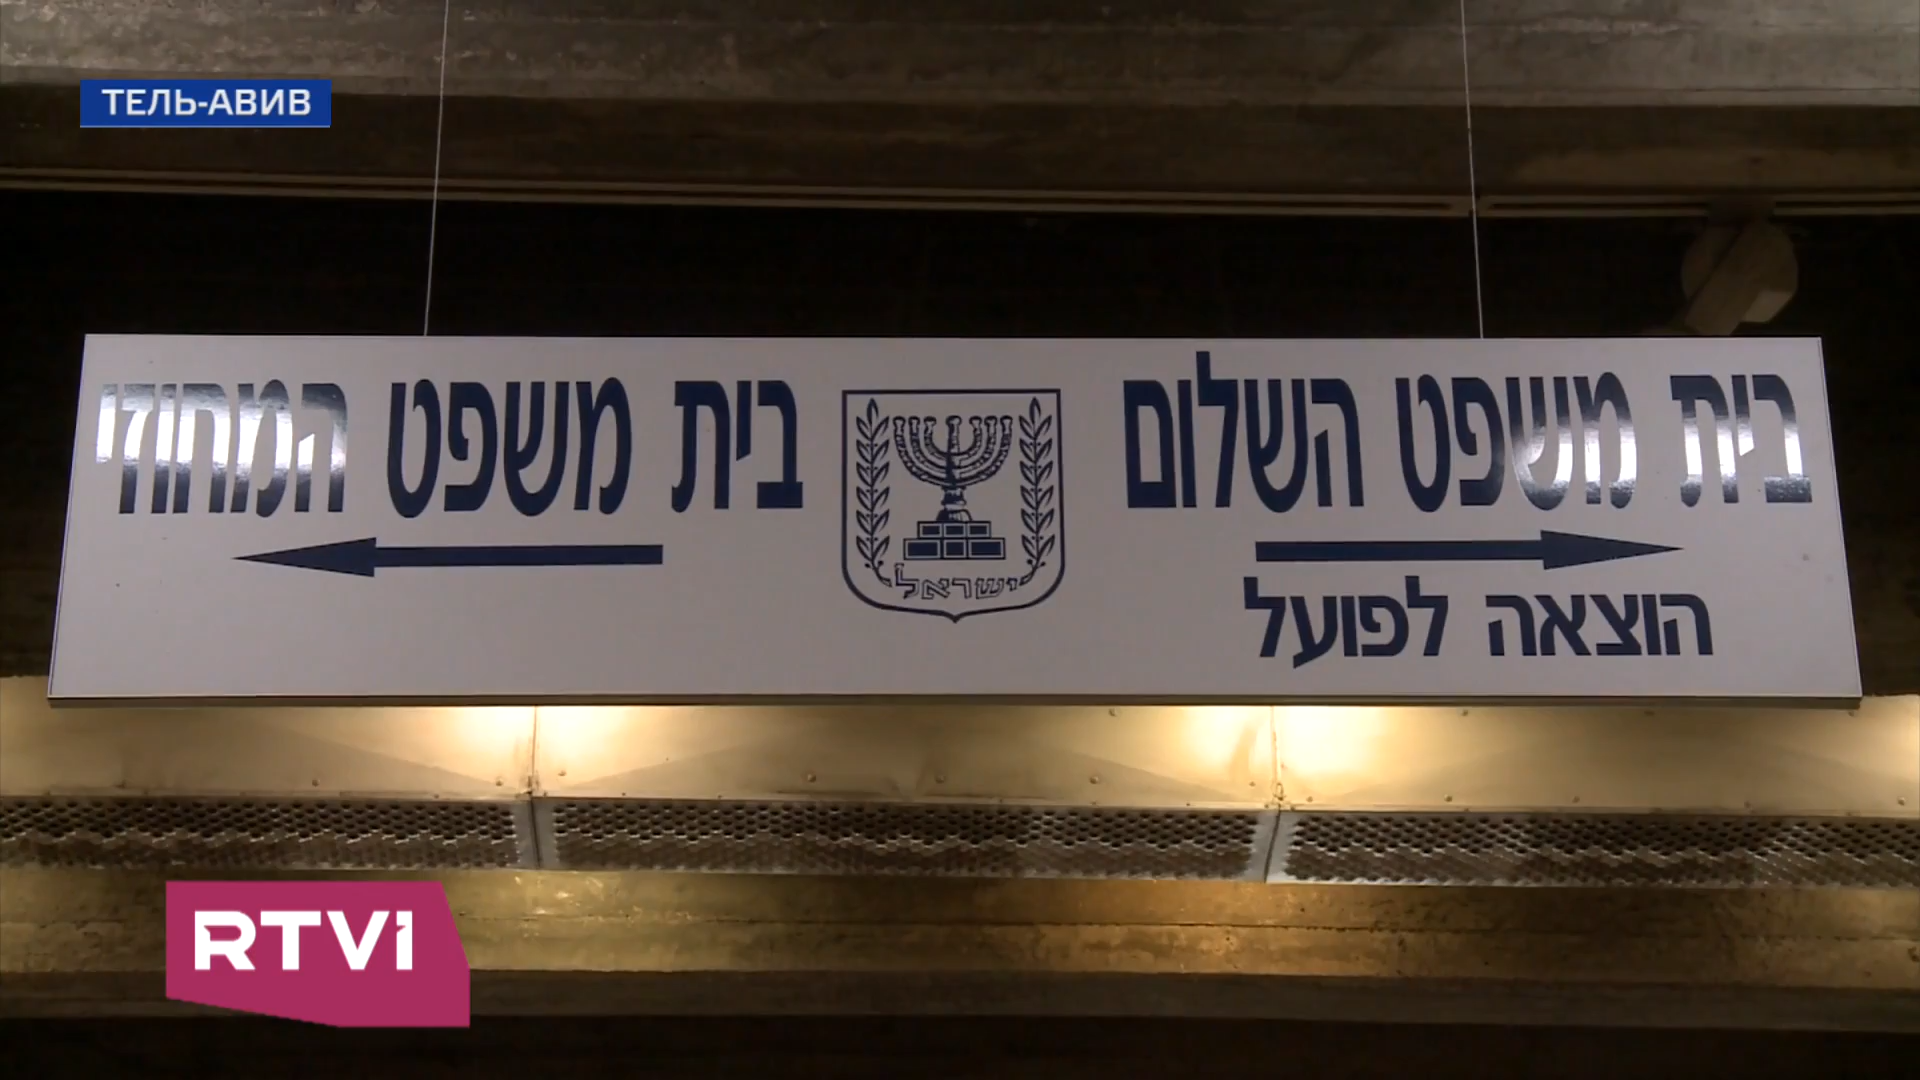 ТЕЛЬ-АВИВ
בית משפט השלום
הוצאה לפועל
בית משפט המחוזי
ישראל
RTVI